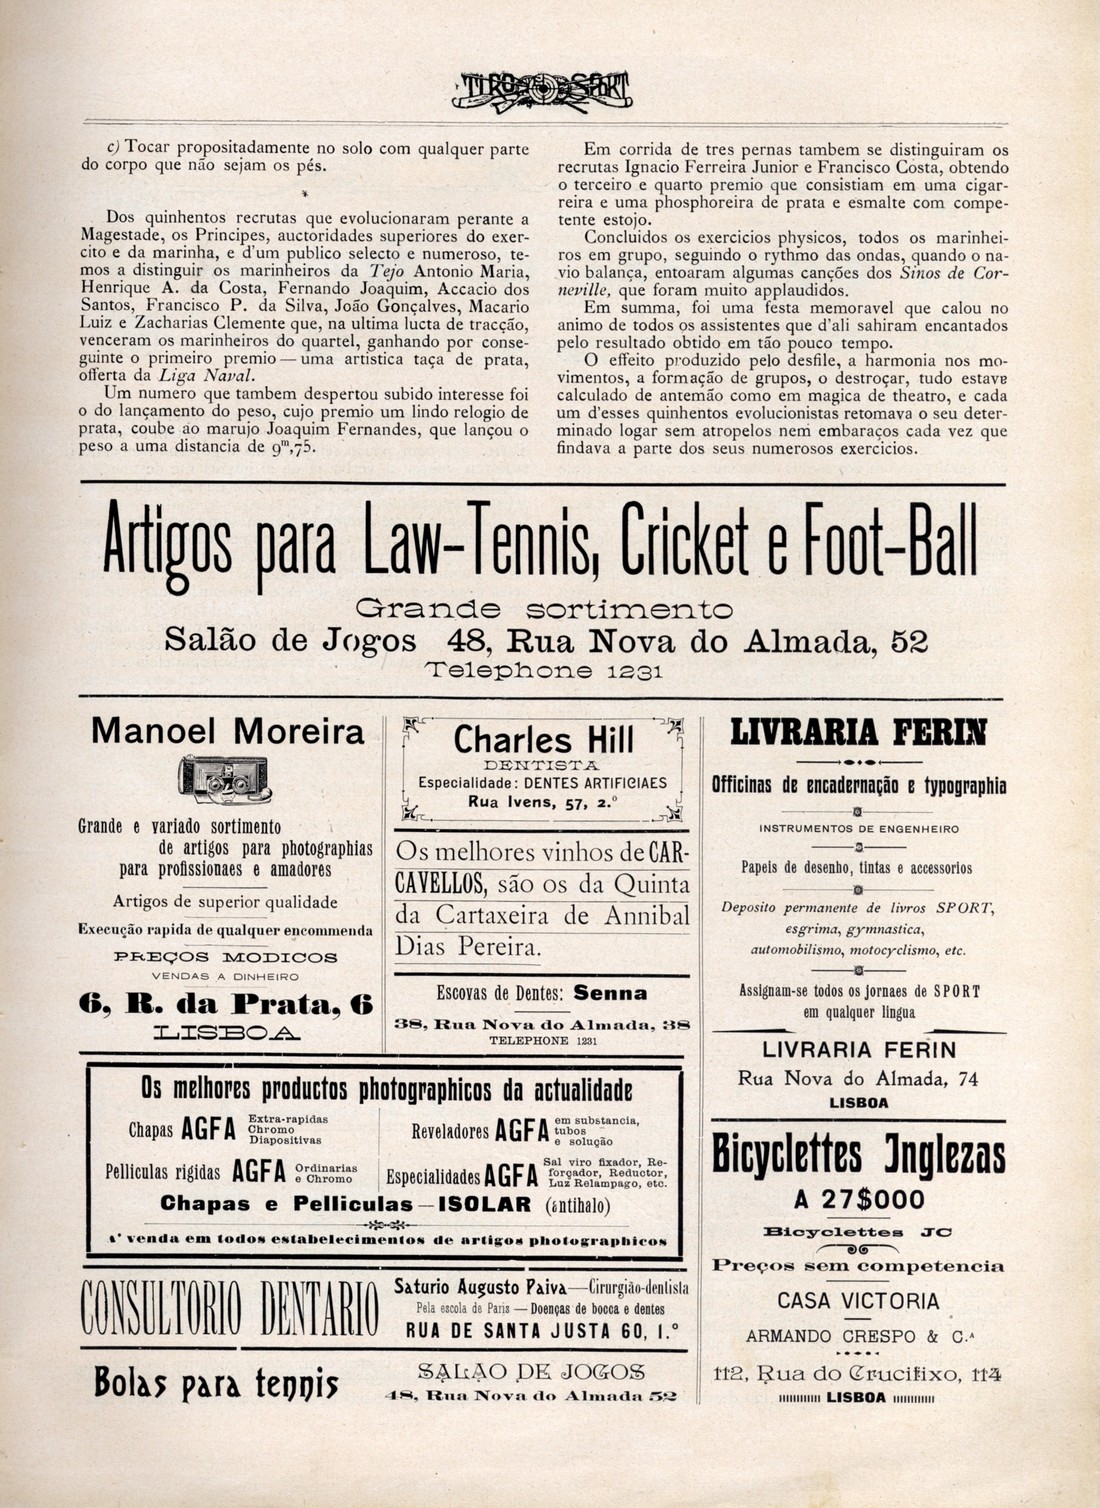 TIRO E SPORT
c) Tocar propositadamente no solo com qualquer parte
do corpo que não sejam os pés.
*
Dos quinhentos recrutas que evolucionaram perante a
Magestade, os Principes, auctoridades superiores do exer-
cito e da marinha, e d'um publico selecto e numeroso, te-
mos a distinguir os marinheiros da Tejo Antonio Maria,
Henrique A. da Costa, Fernando Joaquim, Accacio dos
Santos, Francisco P. da Silva, João Gonçalves, Macario
Luiz e Zacharias Clemente que, na ultima lucta de tracção,
venceram os marinheiros do quartel, ganhando por conse-
guinte o primeiro premio — uma artistica taça de prata,
offerta da Liga Naval.
Um numero que tambem despertou subido interesse foi
o do lançamento do peso, cujo premio um lindo relogio de
prata, coube ao marujo Joaquim Fernandes, que lançou o
peso a uma distancia de 9m,75.
Em corrida de tres pernas tambem se distinguiram os
recrutas Ignacio Ferreira Junior e Francisco Costa, obtendo
o terceiro e quarto premio que consistiam em uma cigar-
reira e uma phosphoreira de prata e esmalte com compe-
tente estojo.
Concluidos os exercicios physicos, todos os marinhei-
ros em grupo, seguindo o rythmo das ondas, quando o na-
vio balança, entoaram algumas canções dos Sinos de Cor-
neville, que foram muito applaudidos.
Em summa, foi uma festa memoravel que calou no
animo de todos os assistentes que d'ali sahiram encantados
pelo resultado obtido em tão pouco tempo.
O effeito produzido pelo desfile, a harmonia nos mo-
vimentos, a formação de grupos, o destroçar, tudo estava
calculado de antemão como em magica de theatro, e cada
um d'esses quinhentos evolucionistas retomava o seu deter-
minado logar sem atropelos nem embaraços cada vez que
findava a parte dos seus numerosos exercicios.
Artigos para Law-Tennis, Cricket e Foot-Ball
Grande sortimento
Salão de Jogos 48, Rua Nova do Almada, 52
Telephone 1231
Manoel Moreira
Grande e variado sortimento
de artigos para photographias
para profissionaes e amadores
Artigos de superior qualidade
Execução rapida de qualquer encommenda
PREÇOS MODICOS
VENDAS A DINHEIRO
6, R. da Prata, 6
LISBOA
Charles Hill
DENTISTA
Especialidade: DENTES ARTIFICIAES
Rua Ivens, 57, 2.º
Os melhores vinhos de CAR-
CAVELLOS, são os da Quinta
da Cartaxeira de Annibal
Dias Pereira.
Escovas de Dentes: Senna
38, Rua Nova do Almada, 38
TELEPHONE 1231
LIVRARIA FERIN
Officinas de encadernação e typographia
INSTRUMENTOS DE ENGENHEIRO
Papeis de desenho, tintas e accessorios
Deposito permanente de livros SPORT,
esgrima, gymnastica,
automobilismo, motocyclismo, etc.
Assignam-se todos os jornaes de SPORT
em qualquer lingua
LIVRARIA FERIN
Rua Nova do Almada, 74
LISBOA
Os melhores productos photographicos da actualidade
Chapas AGFA Extra-rapidas
Chromo
Diapositivas
Reveladores AGFA em substancia,
tubos
e solução
Pelliculas rigidas AGFA Ordinarias
e Chromo
Especialidades AGFA Sal viro fixador, Re-
forçador, Reductor,
Luz Relampago, etc.
Chapas e Pelliculas — ISOLAR (antihalo)
A' venda em todos estabelecimentos de artigos photographicos
CONSULTORIO DENTARIO
Saturio Augusto Paiva — Cirurgião-dentista
Pela escola de Paris — Doenças de bocca e dentes
RUA DE SANTA JUSTA 60, 1.º
Bolas para tennis
SALÃO DE JOGOS
48, Rua Nova do Almada 52
Bicyclettes Inglezas
A 27$000
Bicyclettes JC
Preços sem competencia
CASA VICTORIA
ARMANDO CRESPO & C.ª
112, Rua do Crucifixo, 114
LISBOA